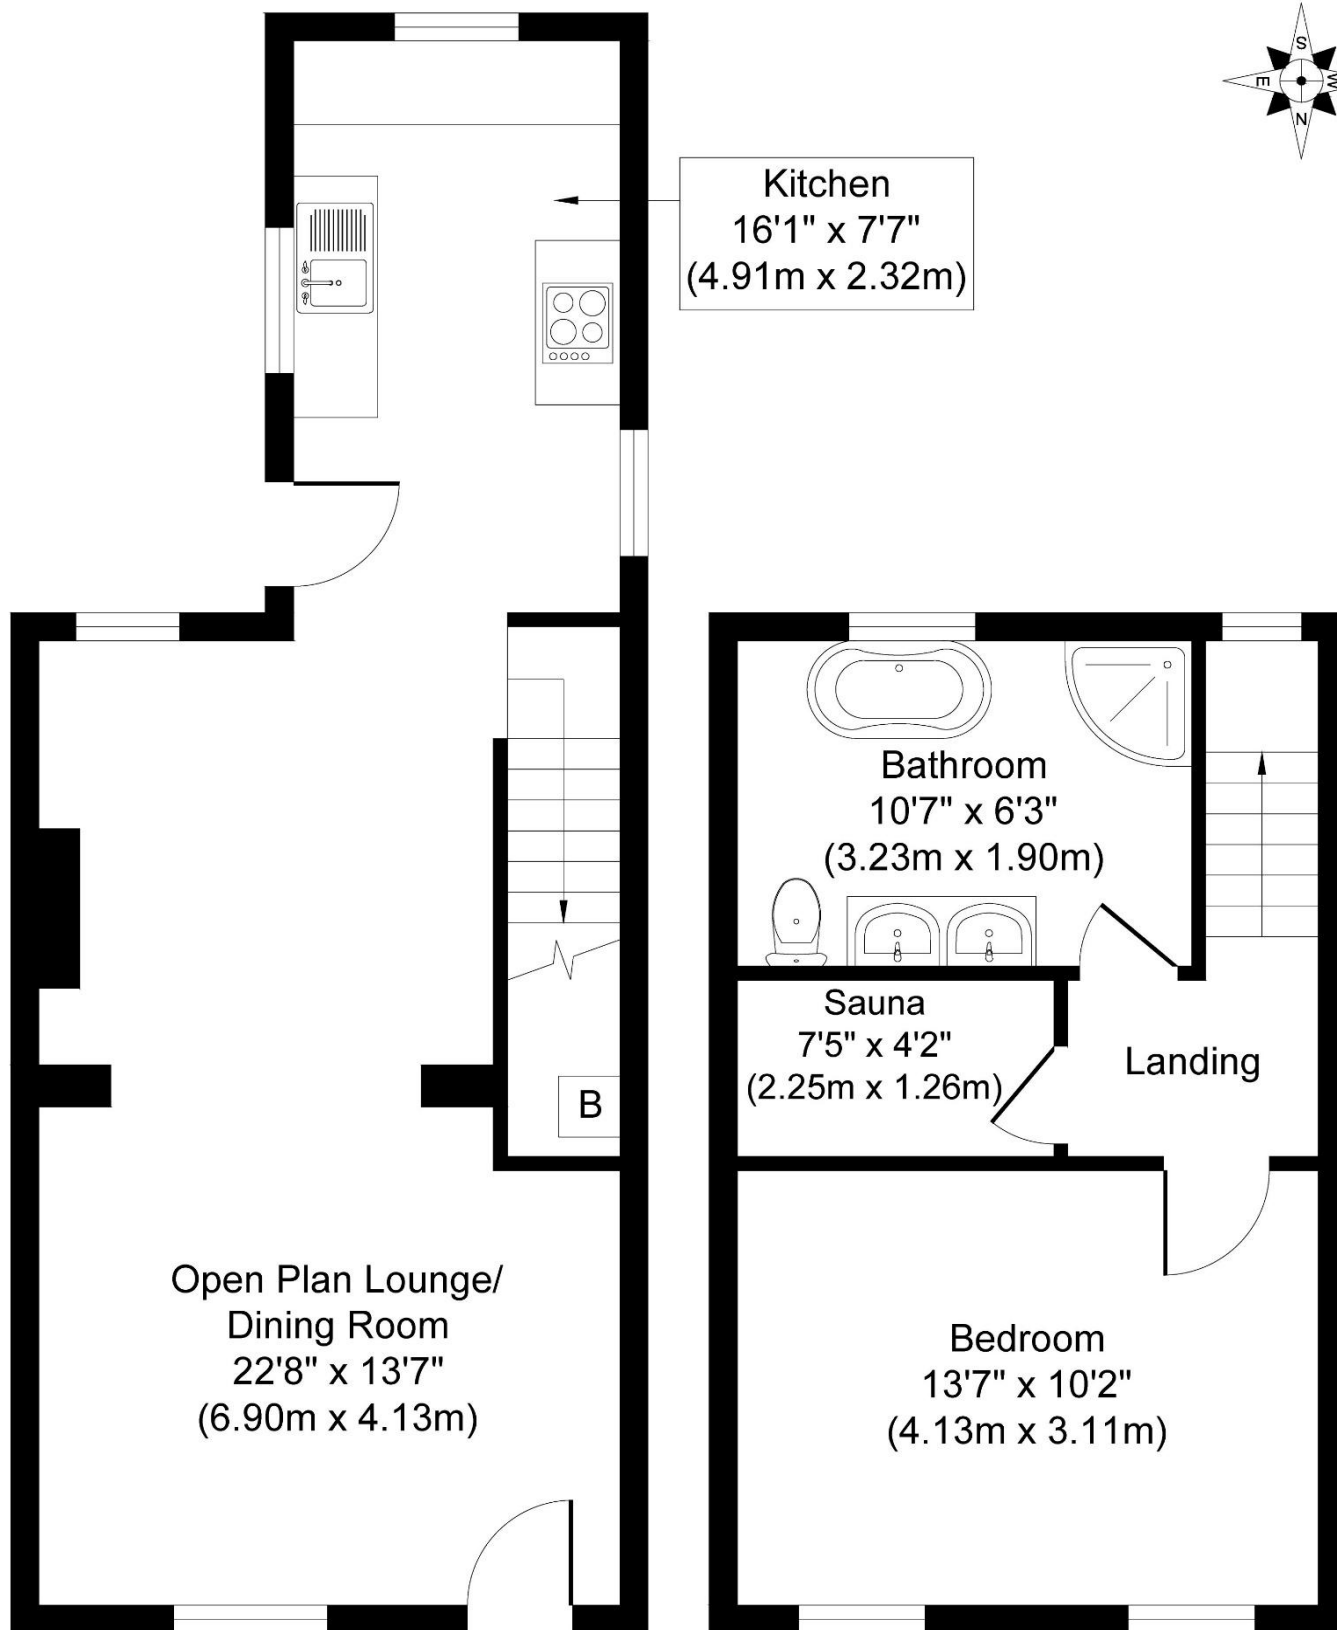 S
E
W
N
Kitchen
16'1" x 7'7"
(4.91m x 2.32m)
Bathroom
10'7" x 6'3"
(3.23m x 1.90m)
Sauna
7'5" x 4'2"
(2.25m x 1.26m)
Landing
B
Open Plan Lounge/
Dining Room
22'8" x 13'7"
(6.90m x 4.13m)
Bedroom
13'7" x 10'2"
(4.13m x 3.11m)